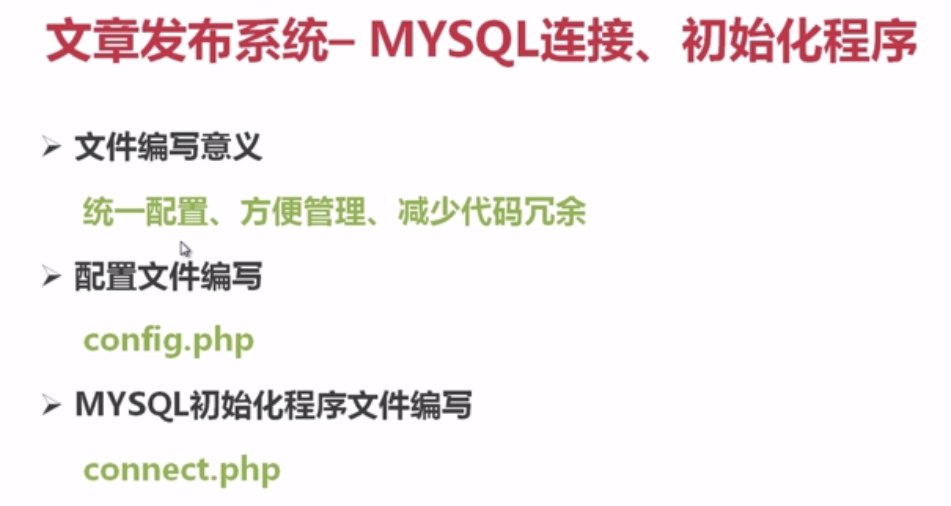 文章发布系统– MYSQL连接、初始化程序
➢ 文件编写意义
统一配置、方便管理、减少代码冗余
➢ 配置文件编写
config.php
➢ MYSQL初始化程序文件编写
connect.php